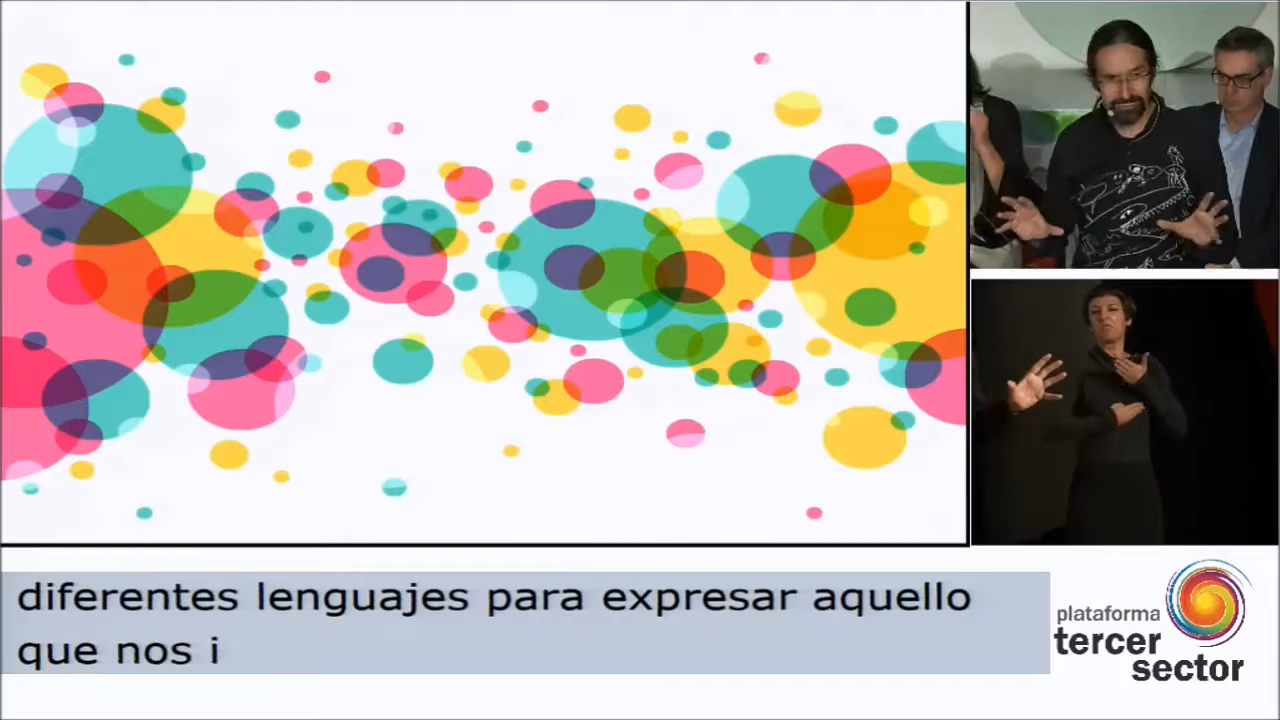 diferentes lenguajes para expresar aquello
que nos i
plataforma
tercer
sector